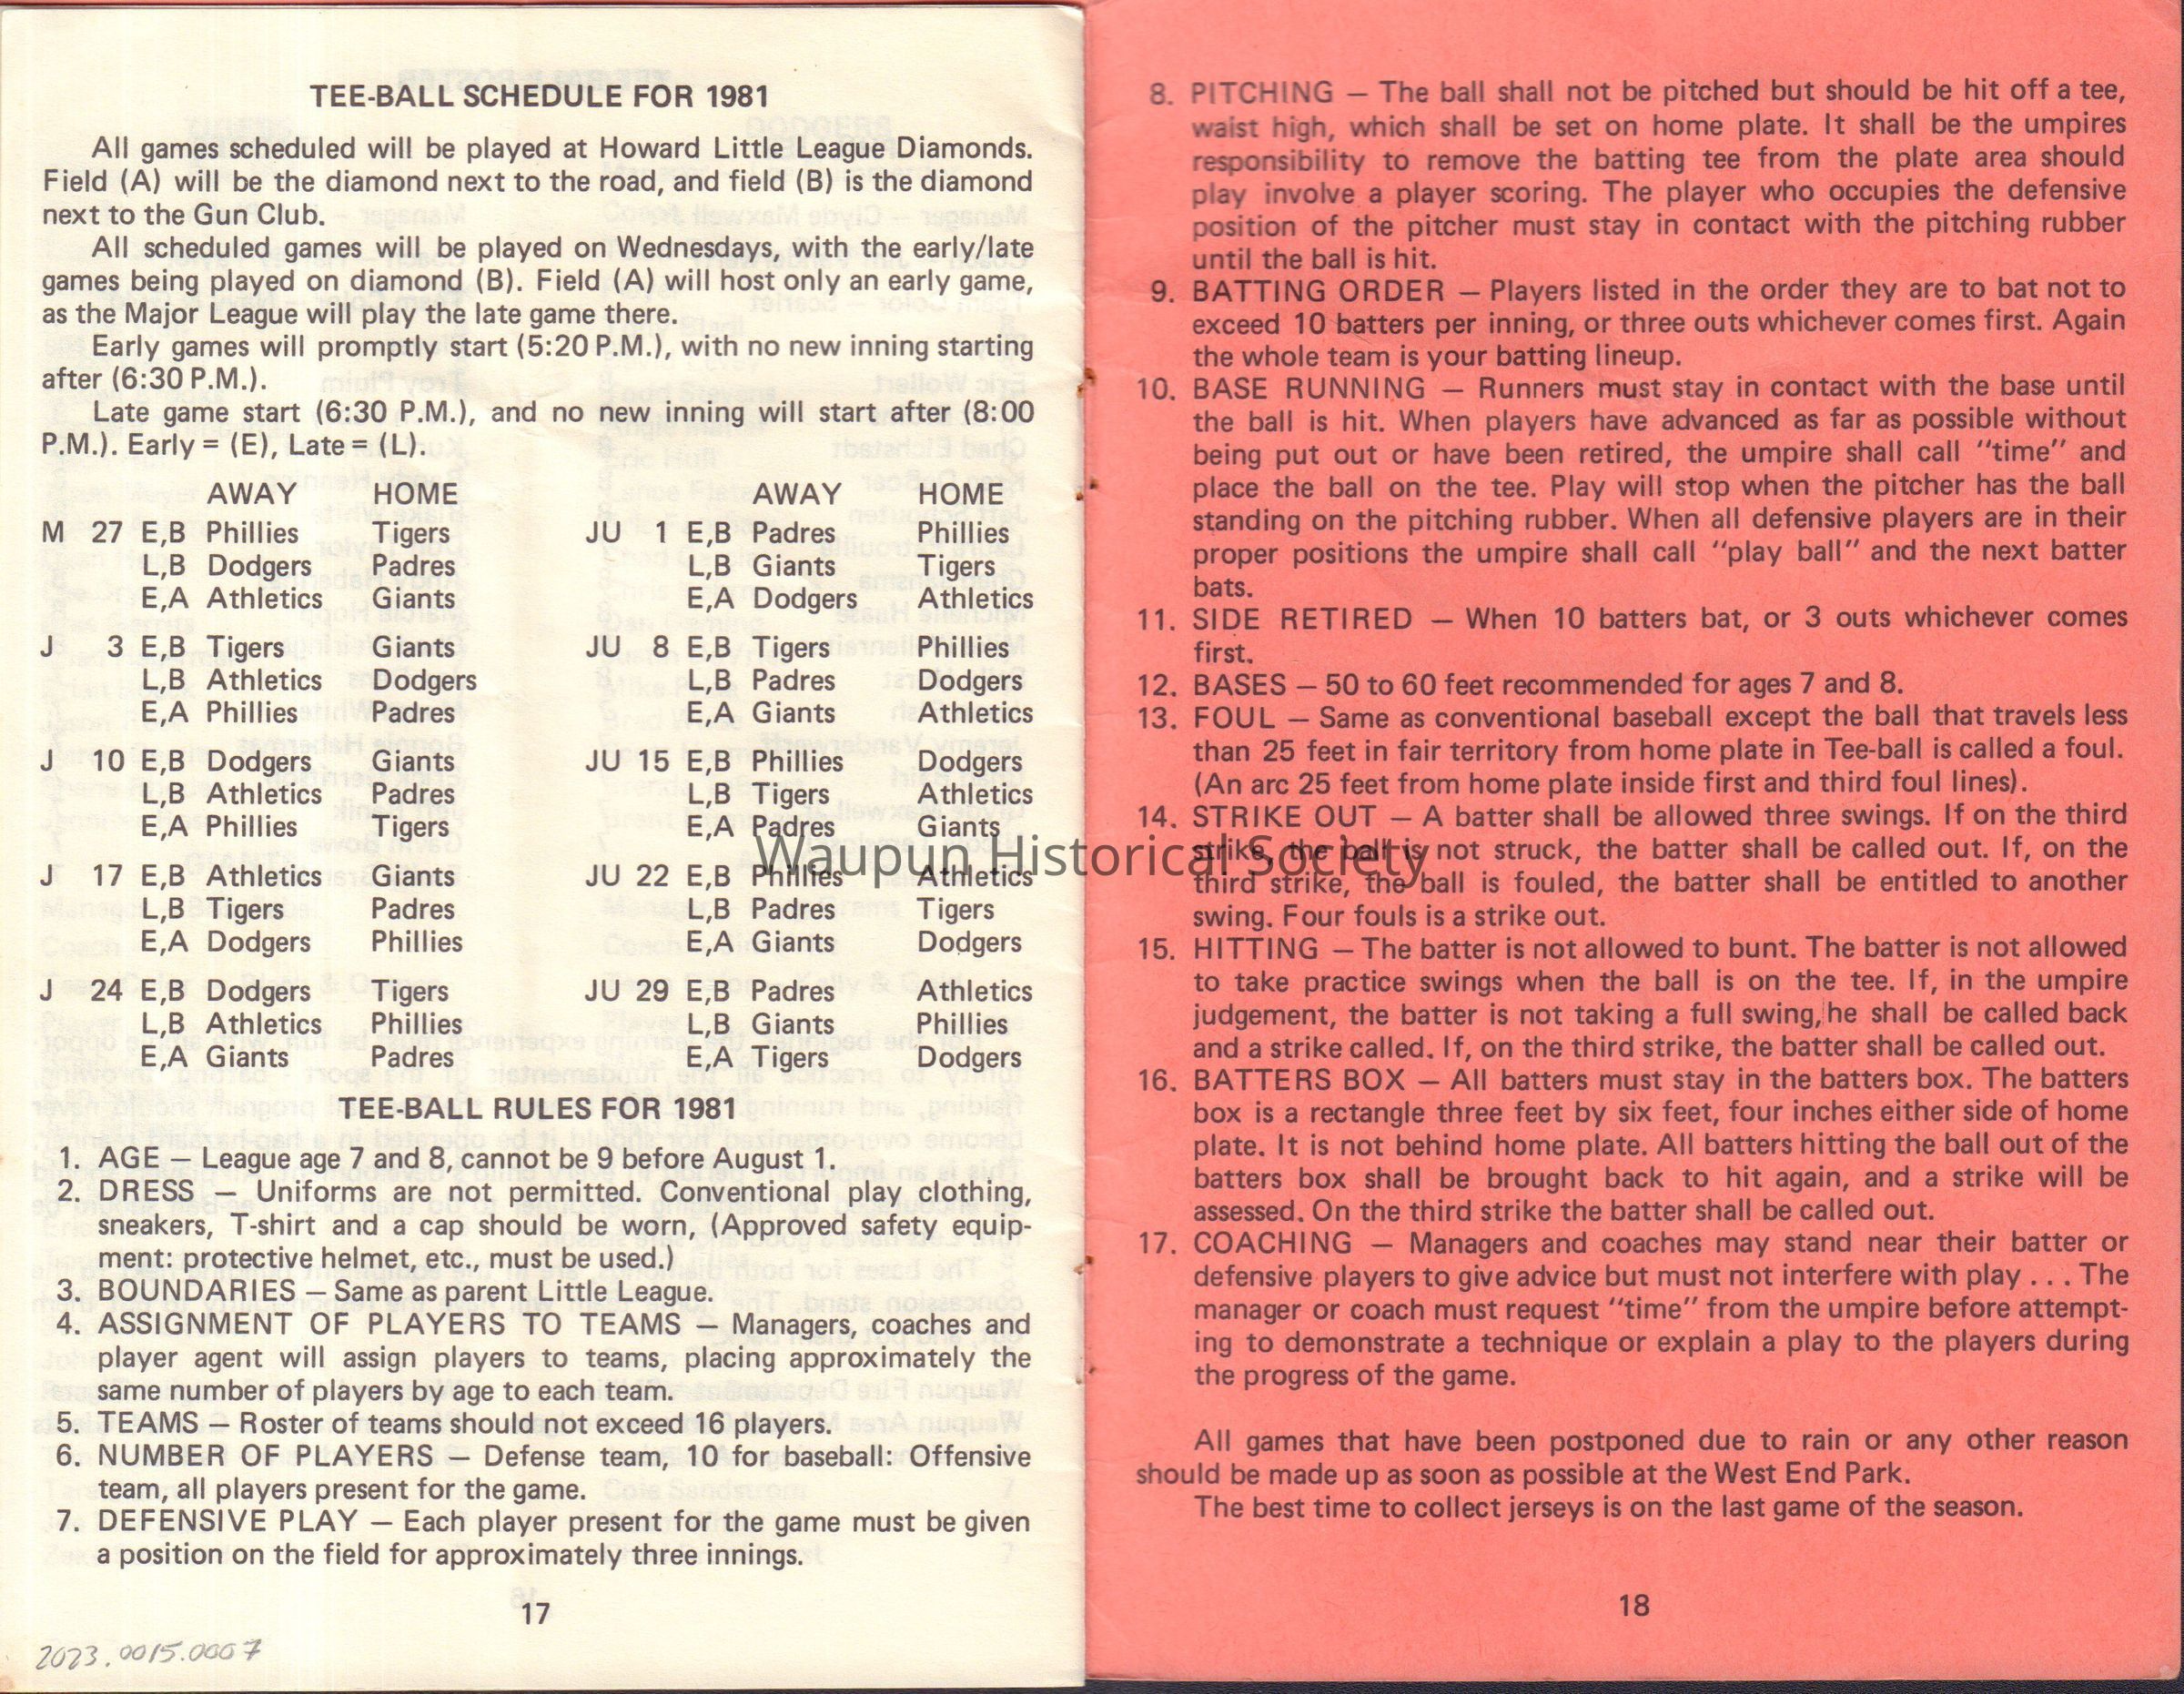 TEE-BALL SCHEDULE FOR 1981
All games scheduled will be played at Howard Little League Diamonds.
Field (A) will be the diamond next to the road, and field (B) is the diamond
next to the Gun Club.
All scheduled games will be played on Wednesdays, with the early/late
games being played on diamond (B). Field (A) will host only an early game,
as the Major League will play the late game there.
Early games will promptly start (5:20 P.M.), with no new inning starting
after (6:30 P.M.).
Late game start (6:30 P.M.), and no new inning will start after (8:00
P.M.). Early = (E), Late = (L).
AWAY HOME
M 27 E,B Phillies Tigers
L,B Dodgers Padres
E,A Athletics Giants
J 3 E,B Tigers Giants
L,B Athletics Dodgers
E,A Phillies Padres
J 10 E,B Dodgers Giants
L,B Athletics Padres
E,A Phillies Tigers
J 17 E,B Athletics Giants
L,B Tigers Padres
E,A Dodgers Phillies
J 24 E,B Dodgers Tigers
L,B Athletics Phillies
E,A Giants Padres
AWAY HOME
JU 1 E,B Padres Phillies
L,B Giants Tigers
E,A Dodgers Athletics
JU 8 E,B Tigers Phillies
L,B Padres Dodgers
E,A Giants Athletics
JU 15 E,B Phillies Dodgers
L,B Tigers Athletics
E,A Padres Giants
JU 22 E,B Phillies Athletics
L,B Padres Tigers
E,A Giants Dodgers
JU 29 E,B Padres Athletics
L,B Giants Phillies
E,A Tigers Dodgers
TEE-BALL RULES FOR 1981
1. AGE — League age 7 and 8, cannot be 9 before August 1.
2. DRESS — Uniforms are not permitted. Conventional play clothing,
sneakers, T-shirt and a cap should be worn, (Approved safety equip-
ment: protective helmet, etc., must be used.)
3. BOUNDARIES — Same as parent Little League.
4. ASSIGNMENT OF PLAYERS TO TEAMS — Managers, coaches and
player agent will assign players to teams, placing approximately the
same number of players by age to each team.
5. TEAMS — Roster of teams should not exceed 16 players.
6. NUMBER OF PLAYERS — Defense team, 10 for baseball: Offensive
team, all players present for the game.
7. DEFENSIVE PLAY — Each player present for the game must be given
a position on the field for approximately three innings.
17
2023.0015.0007
8. PITCHING — The ball shall not be pitched but should be hit off a tee,
waist high, which shall be set on home plate. It shall be the umpires
responsibility to remove the batting tee from the plate area should
play involve a player scoring. The player who occupies the defensive
position of the pitcher must stay in contact with the pitching rubber
until the ball is hit.
9. BATTING ORDER — Players listed in the order they are to bat not to
exceed 10 batters per inning, or three outs whichever comes first. Again
the whole team is your batting lineup.
10. BASE RUNNING — Runners must stay in contact with the base until
the ball is hit. When players have advanced as far as possible without
being put out or have been retired, the umpire shall call "time" and
place the ball on the tee. Play will stop when the pitcher has the ball
standing on the pitching rubber. When all defensive players are in their
proper positions the umpire shall call "play ball" and the next batter
bats.
11. SIDE RETIRED — When 10 batters bat, or 3 outs whichever comes
first.
12. BASES — 50 to 60 feet recommended for ages 7 and 8.
13. FOUL — Same as conventional baseball except the ball that travels less
than 25 feet in fair territory from home plate in Tee-ball is called a foul.
(An arc 25 feet from home plate inside first and third foul lines).
14. STRIKE OUT — A batter shall be allowed three swings. If on the third
strike, the ball is not struck, the batter shall be called out. If, on the
third strike, the ball is fouled, the batter shall be entitled to another
swing. Four fouls is a strike out.
15. HITTING — The batter is not allowed to bunt. The batter is not allowed
to take practice swings when the ball is on the tee. If, in the umpire
judgement, the batter is not taking a full swing, he shall be called back
and a strike called. If, on the third strike, the batter shall be called out.
16. BATTERS BOX — All batters must stay in the batters box. The batters
box is a rectangle three feet by six feet, four inches either side of home
plate. It is not behind home plate. All batters hitting the ball out of the
batters box shall be brought back to hit again, and a strike will be
assessed. On the third strike the batter shall be called out.
17. COACHING — Managers and coaches may stand near their batter or
defensive players to give advice but must not interfere with play . . . The
manager or coach must request "time" from the umpire before attempt-
ing to demonstrate a technique or explain a play to the players during
the progress of the game.
All games that have been postponed due to rain or any other reason
should be made up as soon as possible at the West End Park.
The best time to collect jerseys is on the last game of the season.
18
Waupun Historical Society